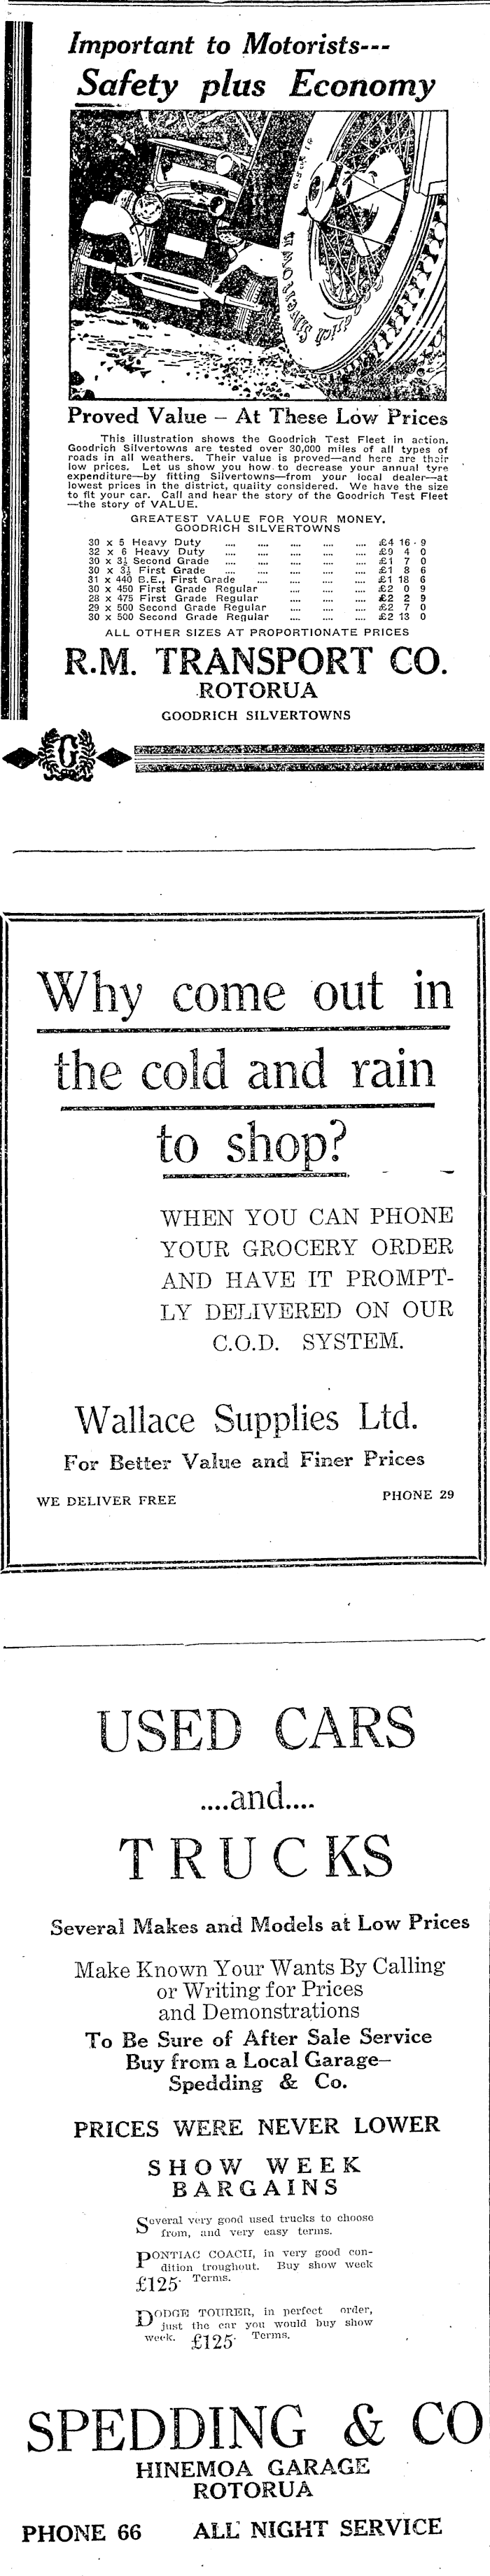 Important to Motorists---
Safety plus Economy
Proved Value – At These Low Prices
This illustration shows the Goodrich Test Fleet in action.
Goodrich Silvertowns are tested over 30,000 miles of all types of
roads in all weathers. Their value is proved—and here are their
low prices. Let us show you how to decrease your annual tyre
expenditure—by fitting Silvertowns—from your local dealer—at
lowest prices in the district, quality considered. We have the size
to fit your car. Call and hear the story of the Goodrich Test Fleet
—the story of VALUE.
GREATEST VALUE FOR YOUR MONEY.
GOODRICH SILVERTOWNS
30 x 5 Heavy Duty .... .... .... .... .... £4 16 9
32 x 6 Heavy Duty .... .... .... .... .... £9 4 0
30 x 3½ Second Grade .... .... .... .... .... £1 7 0
30 x 3½ First Grade .... .... .... .... .... £1 8 6
31 x 440 B.E., First Grade .... .... .... .... £1 18 6
30 x 450 First Grade Regular .... .... .... £2 0 9
28 x 475 First Grade Regular .... .... .... £2 2 9
29 x 500 Second Grade Regular .... .... .... £2 7 0
30 x 500 Second Grade Regular .... .... .... £2 13 0
ALL OTHER SIZES AT PROPORTIONATE PRICES
R.M. TRANSPORT CO.
ROTORUA
GOODRICH SILVERTOWNS
G
Why come out in
the cold and rain
to shop?
WHEN YOU CAN PHONE
YOUR GROCERY ORDER
AND HAVE IT PROMPT-
LY DELIVERED ON OUR
C.O.D. SYSTEM.
Wallace Supplies Ltd.
For Better Value and Finer Prices
WE DELIVER FREE PHONE 29
USED CARS
....and....
TRUCKS
Several Makes and Models at Low Prices
Make Known Your Wants By Calling
or Writing for Prices
and Demonstrations
To Be Sure of After Sale Service
Buy from a Local Garage—
Spedding & Co.
PRICES WERE NEVER LOWER
SHOW WEEK
BARGAINS
Several very good used trucks to choose
from, and very easy terms.
PONTIAC COACH, in very good con-
dition troughout. Buy show week
£125. Terms.
DODGE TOURER, in perfect order,
just the car you would buy show
week. £125. Terms.
SPEDDING & CO
HINEMOA GARAGE
ROTORUA
PHONE 66 ALL NIGHT SERVICE